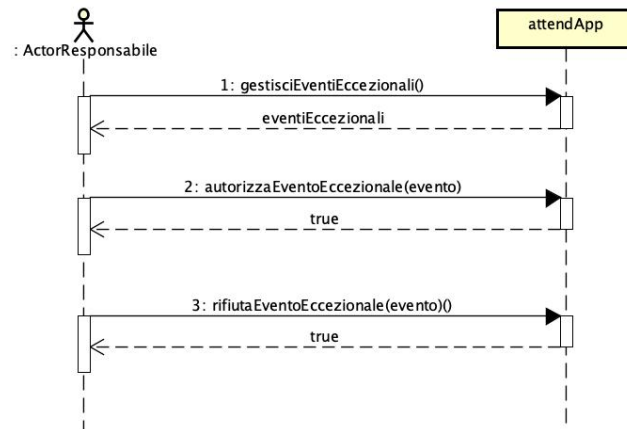 attendApp
: ActorResponsabile
1: gestisciEventiEccezionali()
eventiEccezionali
2: autorizzaEventoEccezionale(evento)
true
3: rifiutaEventoEccezionale(evento)()
true